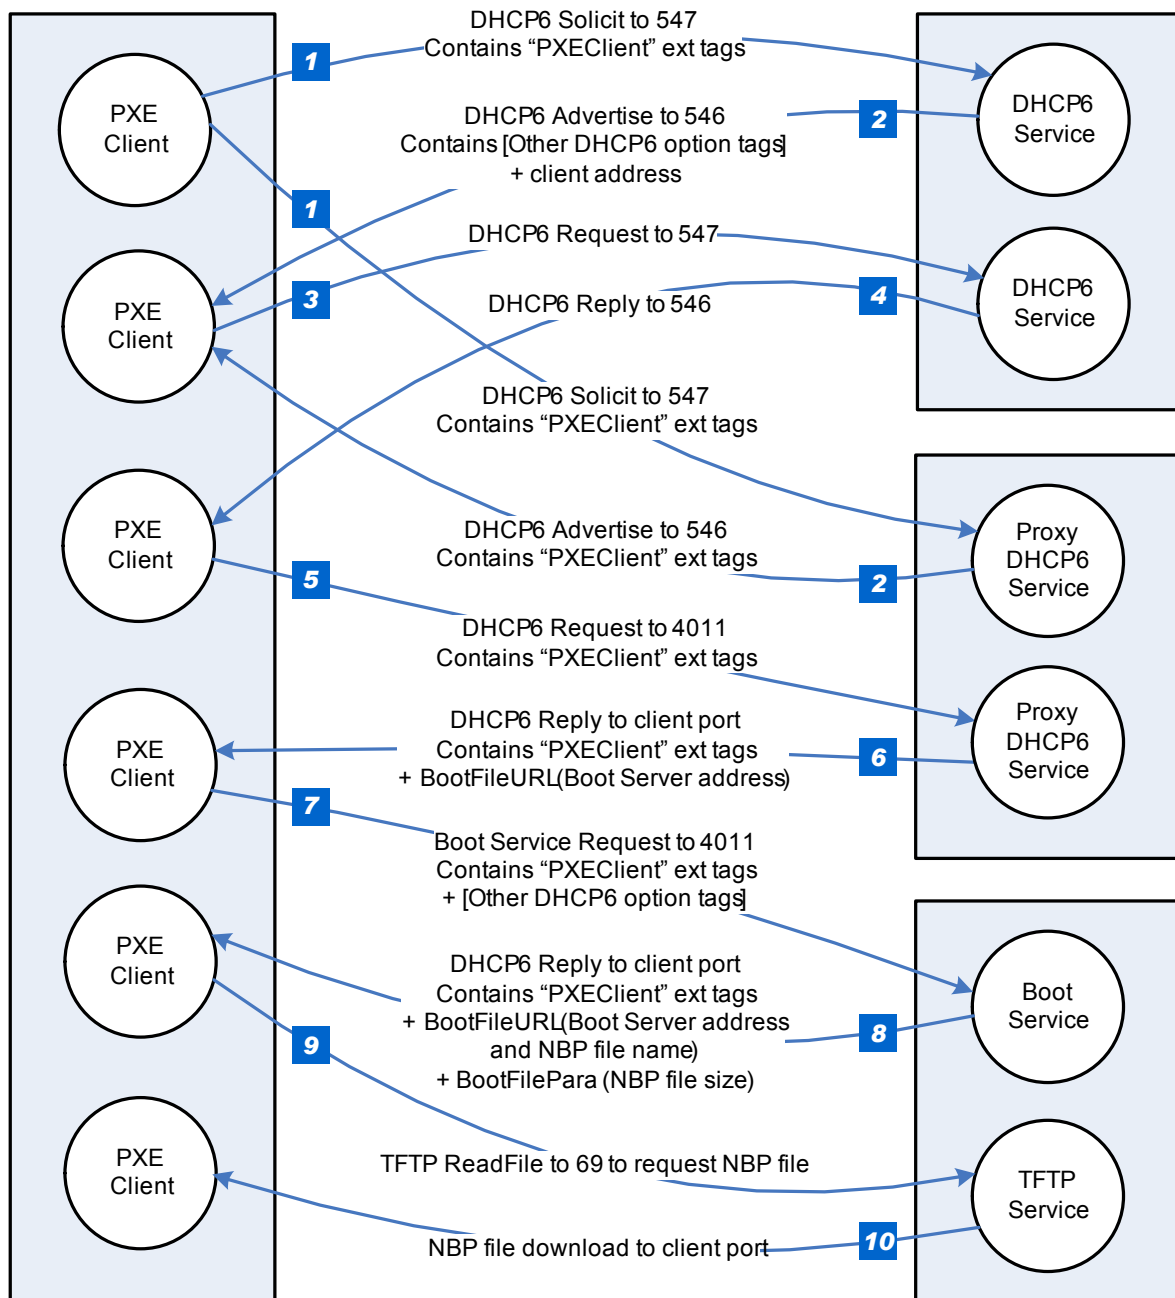 DHCP6 Solicit to 547
Contains “PXEClient” ext tags
1
PXE
Client
DHCP6
Service
DHCP6 Advertise to 546
Contains [Other DHCP6 option tags]
+ client address
2
1
DHCP6 Request to 547
3
PXE
Client
DHCP6 Reply to 546
4
DHCP6
Service
DHCP6 Solicit to 547
Contains “PXEClient” ext tags
PXE
Client
DHCP6 Advertise to 546
Contains “PXEClient” ext tags
2
Proxy
DHCP6
Service
5
DHCP6 Request to 4011
Contains “PXEClient” ext tags
PXE
Client
DHCP6 Reply to client port
Contains “PXEClient” ext tags
+ BootFileURL(Boot Server address)
6
Proxy
DHCP6
Service
7
Boot Service Request to 4011
Contains “PXEClient” ext tags
+ [Other DHCP6 option tags]
PXE
Client
DHCP6 Reply to client port
Contains “PXEClient” ext tags
+ BootFileURL(Boot Server address
and NBP file name)
+ BootFilePara (NBP file size)
8
Boot
Service
9
PXE
Client
TFTP ReadFile to 69 to request NBP file
TFTP
Service
NBP file download to client port
10